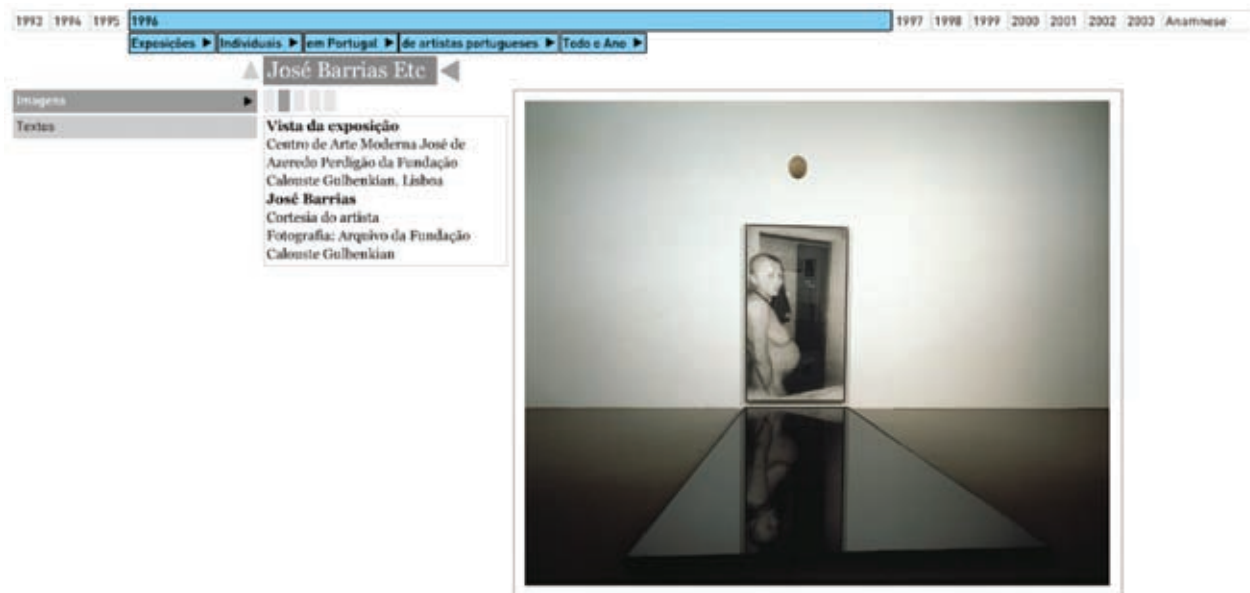 1993 1994 1995 1996 1997 1998 1999 2000 2001 2002 2003 Anamnese
Exposições ▶ Individuais ▶ em Portugal ▶ de artistas portugueses ▶ Todo o Ano ▶
José Barrias Etc
Imagens
Textos
Vista da exposição
Centro de Arte Moderna José de
Azeredo Perdigão da Fundação
Calouste Gulbenkian, Lisboa
José Barrias
Cortesia do artista
Fotografia: Arquivo da Fundação
Calouste Gulbenkian